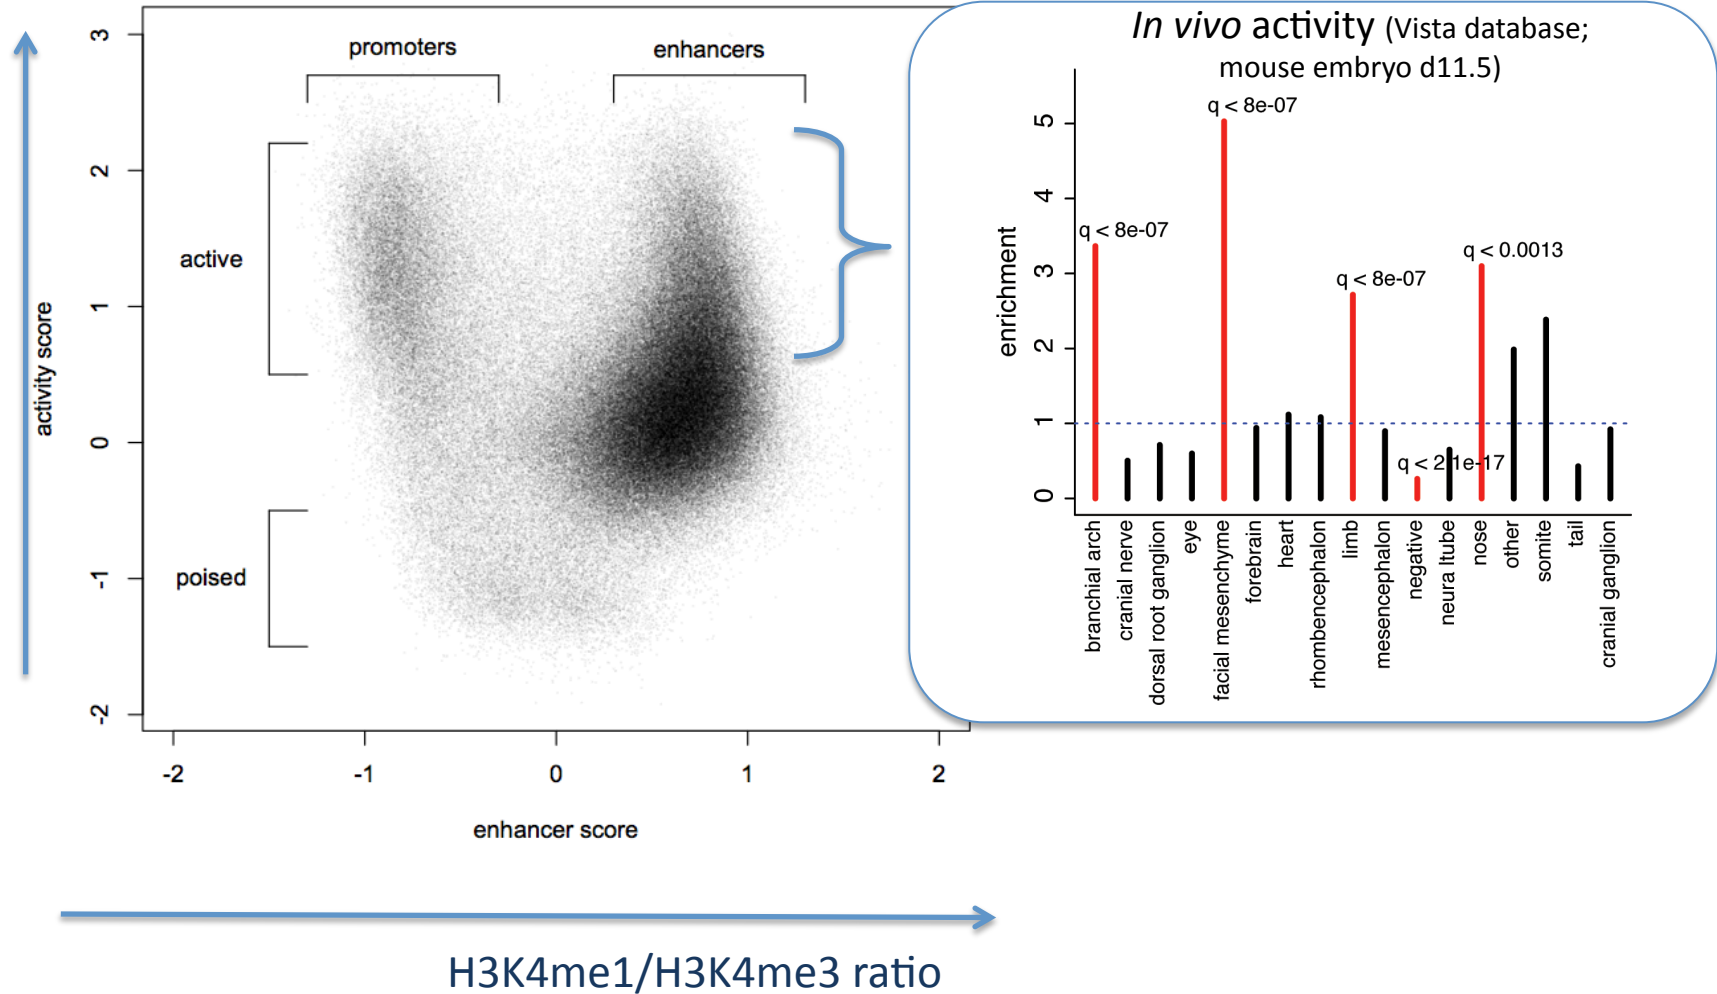 promoters
enhancers
3
2
1
0
-1
-2
active
poised
activity score
-2
-1
0
1
2
enhancer score
H3K4me1/H3K4me3 ratio
In vivo activity (Vista database;
mouse embryo d11.5)
q < 8e-07
q < 8e-07
q < 0.0013
q < 8e-07
q < 2.1e-17
enrichment
5
4
3
2
1
0
branchial arch
cranial nerve
dorsal root ganglion
eye
facial mesenchyme
forebrain
heart
rhombencephalon
limb
mesencephalon
negative
neura ltube
nose
other
somite
tail
cranial ganglion